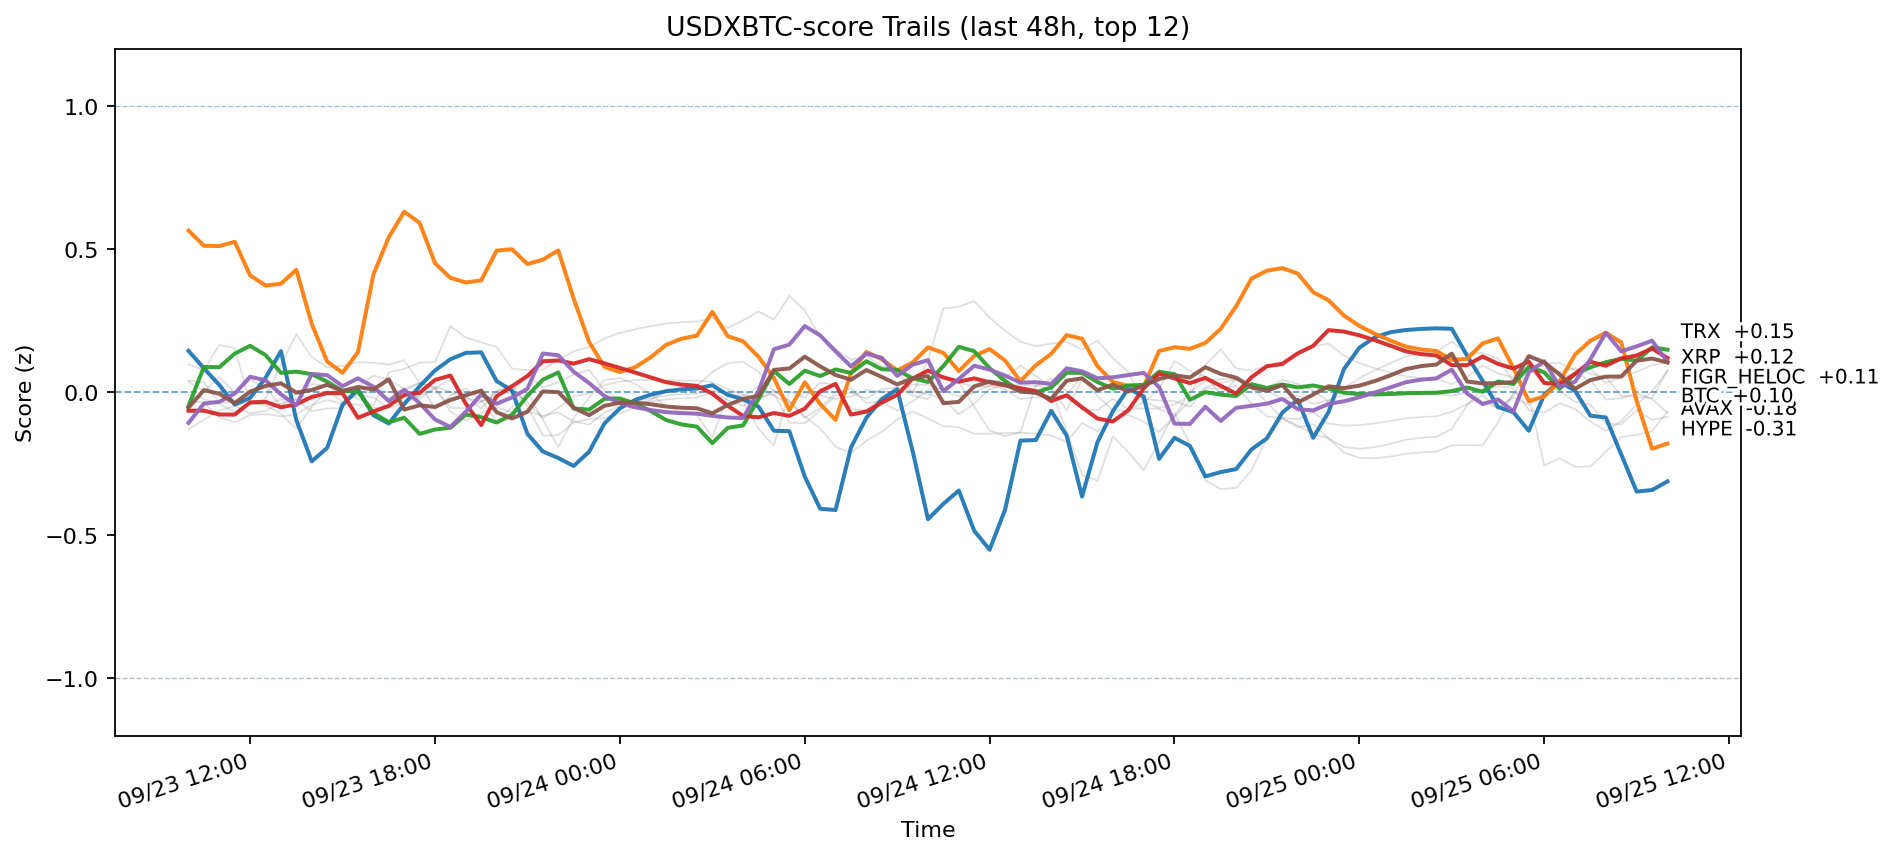 USDXBTC-score Trails (last 48h, top 12)
Score (z)
1.0
0.5
0.0
−0.5
−1.0
TRX +0.15
XRP +0.12
FIGR_HELOC +0.11
BTC +0.10
AVAX -0.18
HYPE -0.31
09/23 12:00
09/23 18:00
09/24 00:00
09/24 06:00
09/24 12:00
09/24 18:00
09/25 00:00
09/25 06:00
09/25 12:00
Time